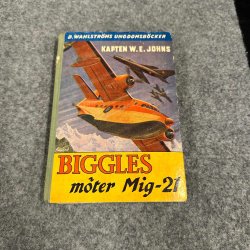 B. WAHLSTRÖMS UNGDOMSBÖCKER
KAPTEN W. E. JOHNS
BIGGLES
möter Mig-21